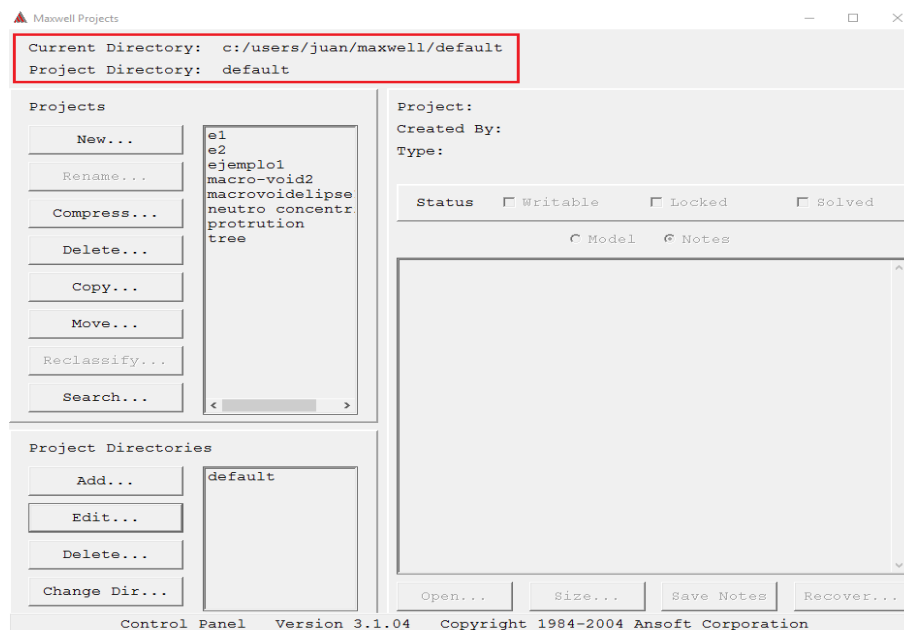 Maxwell Projects
Current Directory: c:/users/juan/maxwell/default
Project Directory: default
Projects
New...
Rename...
Compress...
Delete...
Copy...
Move...
Reclassify...
Search...
e1
e2
ejemplo1
macro-void2
macrovoidelipse
neutro concentr
protrution
tree
Project Directories
Add...
Edit...
Delete...
Change Dir...
default
Project:
Created By:
Type:
Status Writable Locked Solved
Model Notes
Open... Size... Save Notes Recover...
Control Panel Version 3.1.04 Copyright 1984-2004 Ansoft Corporation